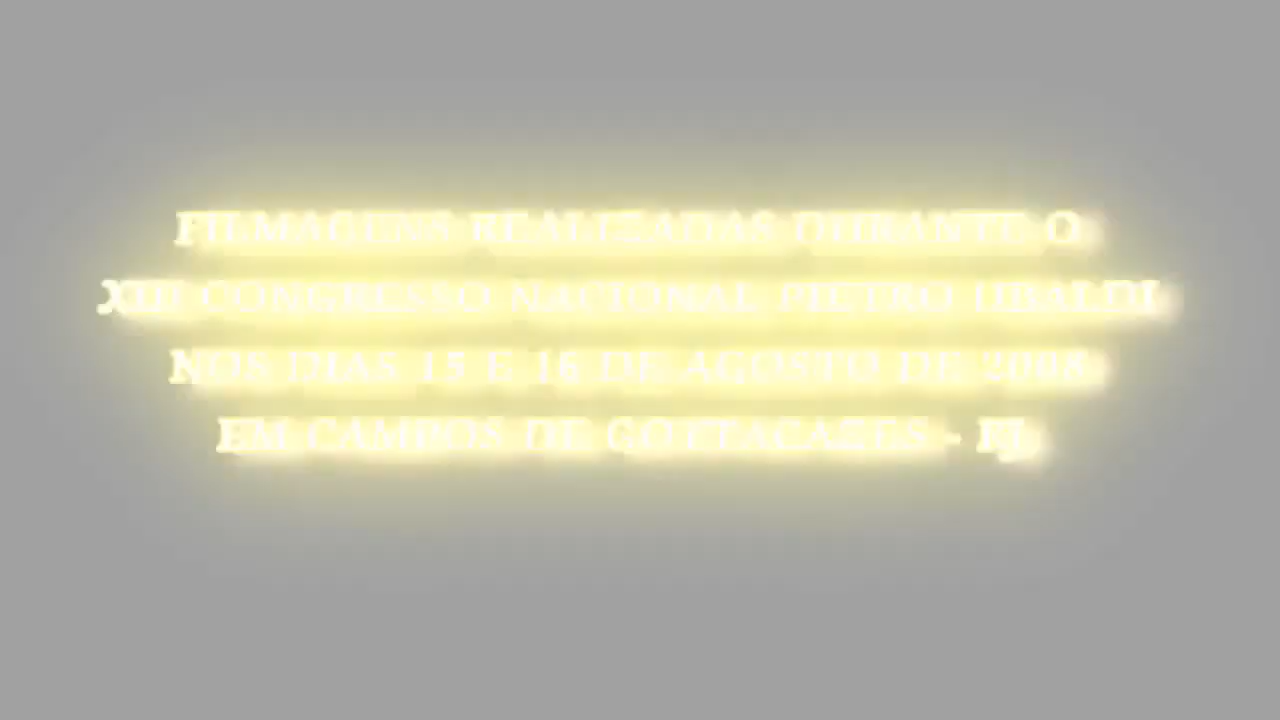 FILMAGENS REALIZADAS DURANTE O
XIII CONGRESSO NACIONAL PIETRO UBALDI
NOS DIAS 15 E 16 DE AGOSTO DE 2008
EM CAMPOS DE GOYTACAZES - RJ